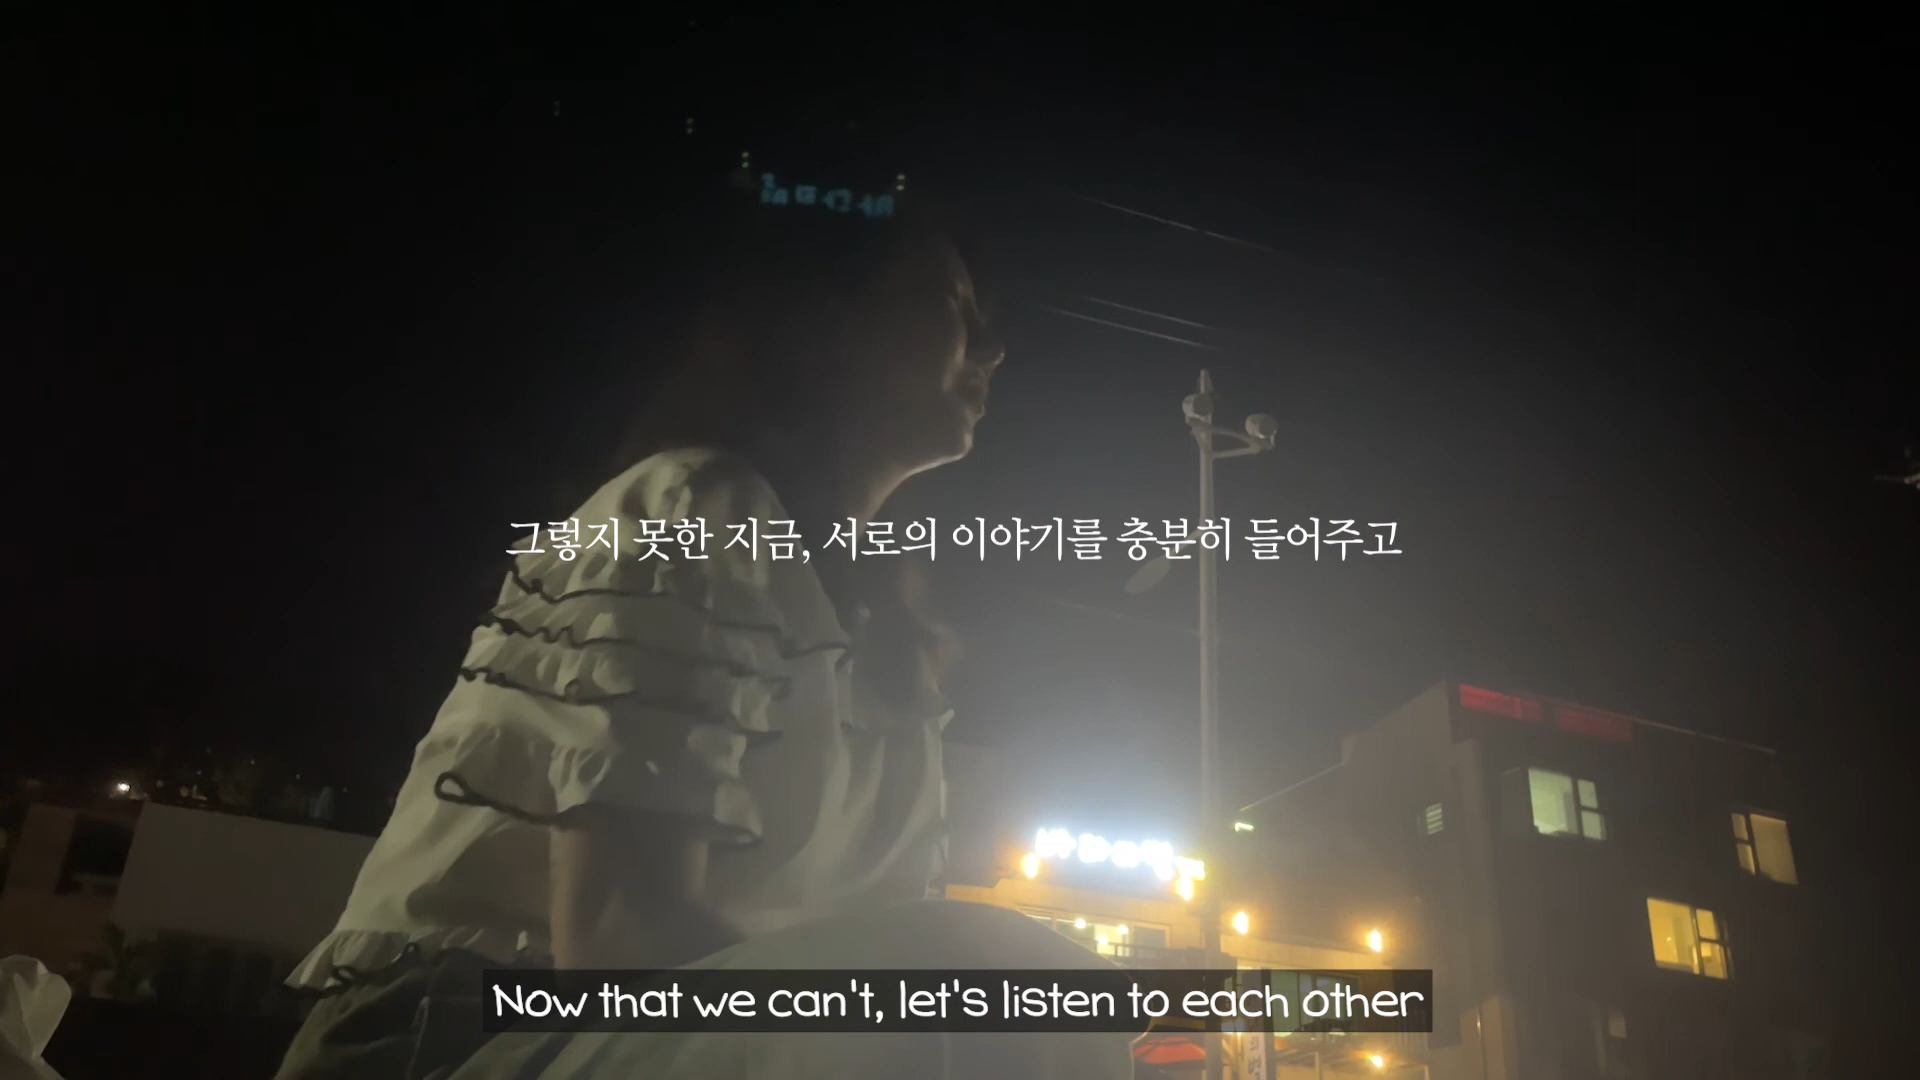 그렇지 못한 지금, 서로의 이야기를 충분히 들어주고
Now that we can't, let's listen to each other